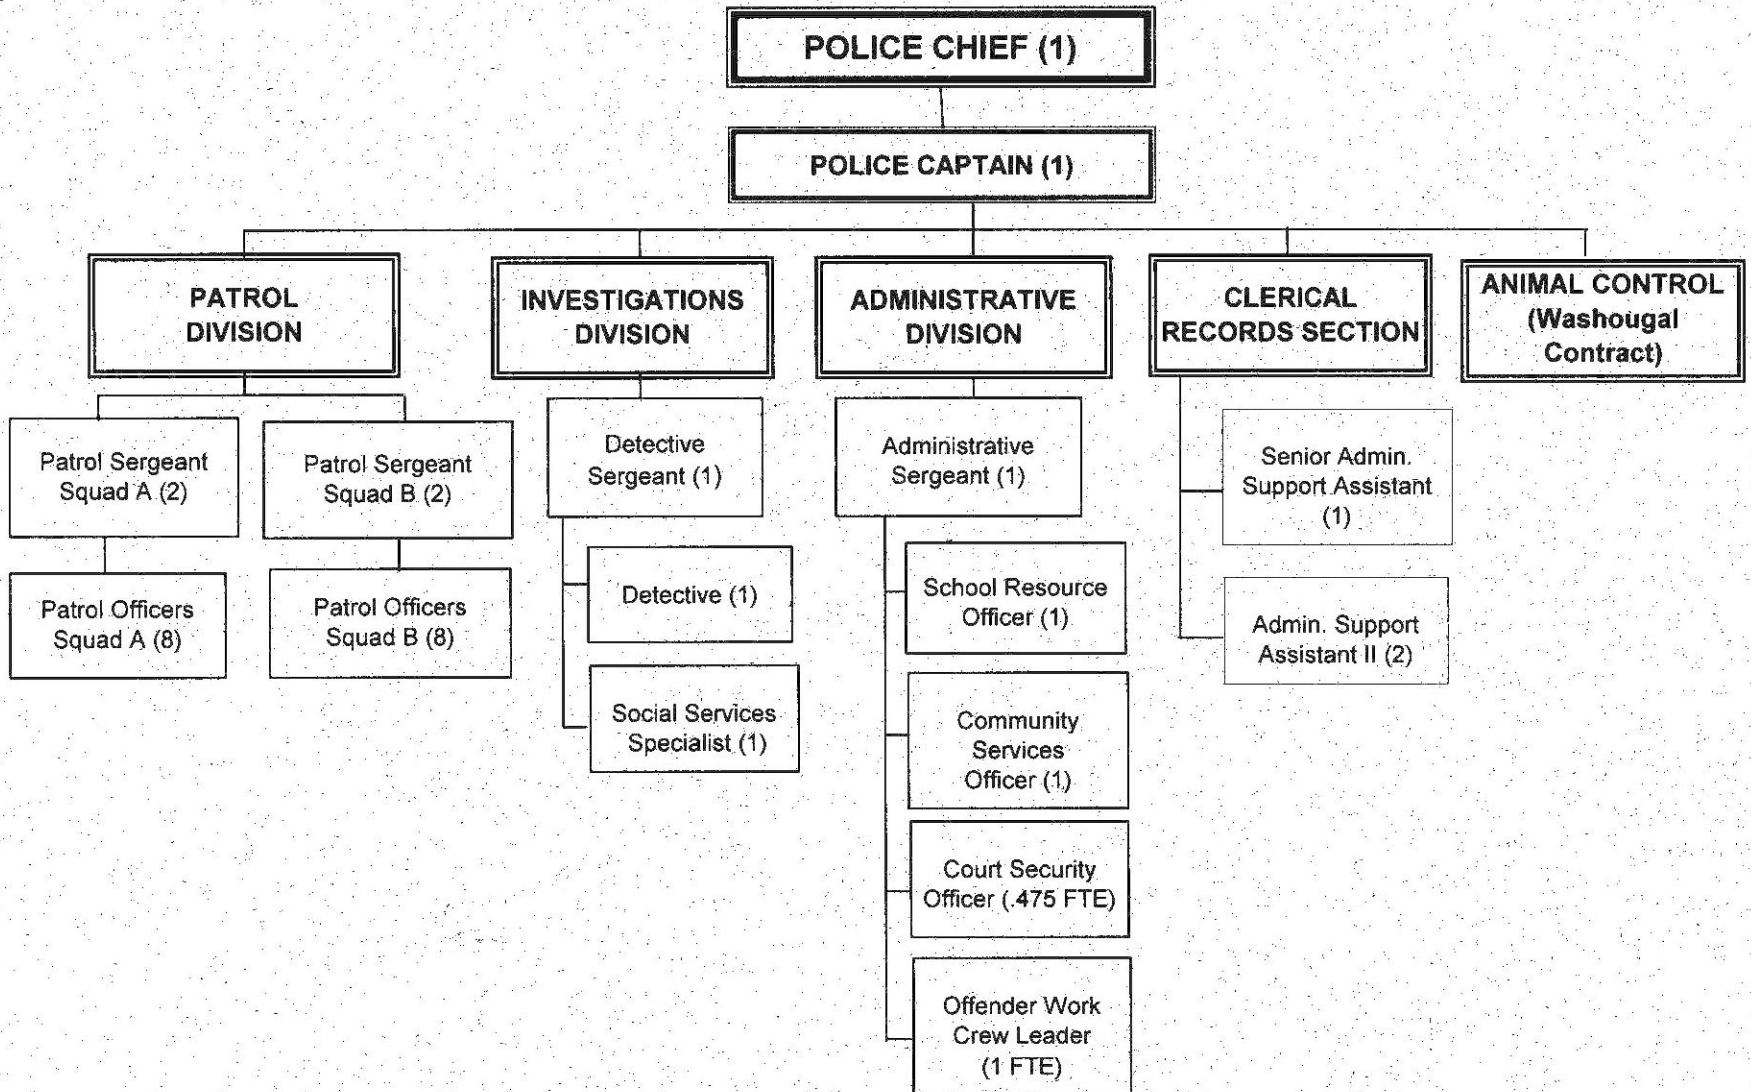 POLICE CHIEF (1)
POLICE CAPTAIN (1)
PATROL
DIVISION
INVESTIGATIONS
DIVISION
ADMINISTRATIVE
DIVISION
CLERICAL
RECORDS SECTION
ANIMAL CONTROL
(Washougal
Contract)
Patrol Sergeant
Squad A (2)
Patrol Sergeant
Squad B (2)
Patrol Officers
Squad A (8)
Patrol Officers
Squad B (8)
Detective
Sergeant (1)
Detective (1)
Social Services
Specialist (1)
Administrative
Sergeant (1)
School Resource
Officer (1)
Community
Services
Officer (1)
Court Security
Officer (.475 FTE)
Offender Work
Crew Leader
(1 FTE)
Senior Admin.
Support Assistant
(1)
Admin. Support
Assistant II (2)